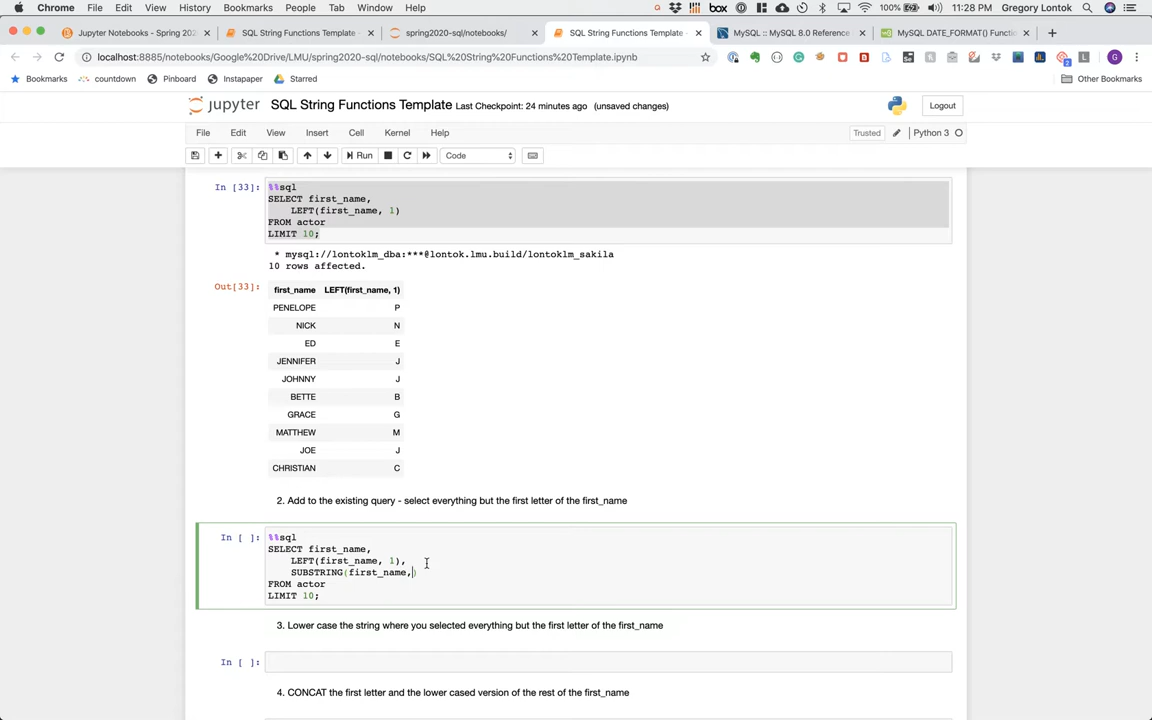 Chrome File Edit View History Bookmarks People Tab Window Help box 100% Fri 11:28 PM Gregory Lontok
Jupyter Notebooks - Spring 202 SQL String Functions Template - spring2020-sql/notebooks/ SQL String Functions Template - MySQL :: MySQL 8.0 Reference MySQL DATE_FORMAT() Functi
localhost:8885/notebooks/Google%20Drive/LMU/spring2020-sql/notebooks/SQL%20String%20Functions%20Template.ipynb
Bookmarks countdown Pinboard Instapaper Starred Other Bookmarks
jupyter SQL String Functions Template Last Checkpoint: 24 minutes ago (unsaved changes) Logout
File Edit View Insert Cell Kernel Help Trusted Python 3
Run Code
In [33]: %%sql
SELECT first_name,
LEFT(first_name, 1)
FROM actor
LIMIT 10;
* mysql://lontoklm_dba:***@lontok.lmu.build/lontoklm_sakila
10 rows affected.
Out[33]: first_name LEFT(first_name, 1)
PENELOPE P
NICK N
ED E
JENNIFER J
JOHNNY J
BETTE B
GRACE G
MATTHEW M
JOE J
CHRISTIAN C
2. Add to the existing query - select everything but the first letter of the first_name
In [ ]: %%sql
SELECT first_name,
LEFT(first_name, 1),
SUBSTRING(first_name,)
FROM actor
LIMIT 10;
3. Lower case the string where you selected everything but the first letter of the first_name
In [ ]:
4. CONCAT the first letter and the lower cased version of the rest of the first_name